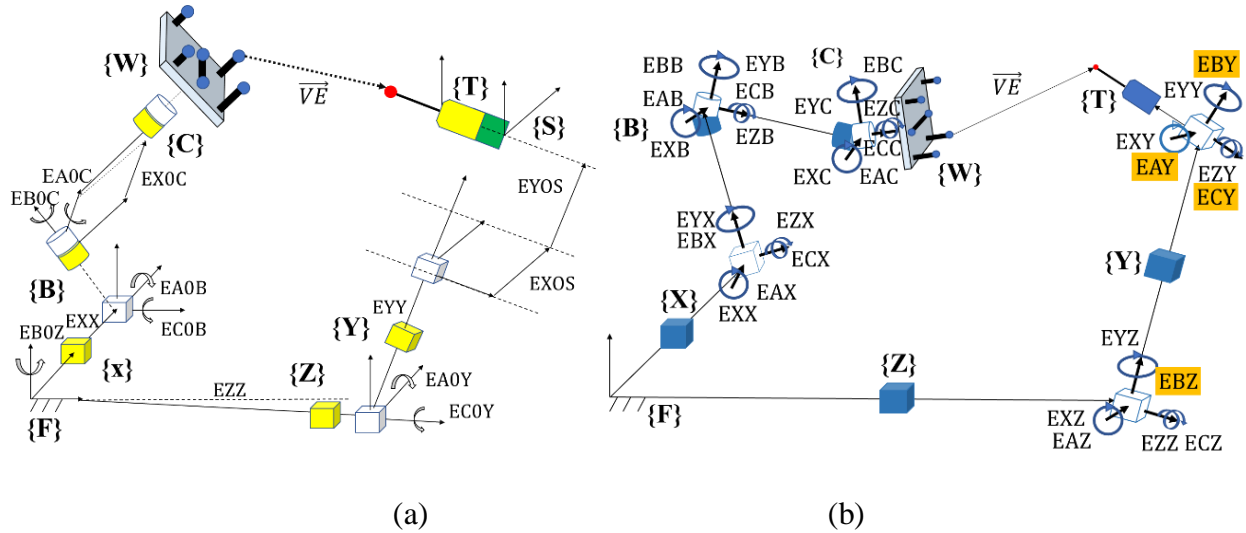 {W}
VE
{T}
{S}
{C}
EA0C
EX0C
EB0C
EYOS
{B}
EA0B
EXOS
EXX
EC0B
EB0Z
EYY
{Y}
{x}
{Z}
EA0Y
EZZ
EC0Y
{F}
(a)
EBB
EYB
{C}
EBC
VE
EBY
EAB
ECB
EYC
EZC
{T}
EYY
{B}
EZB
EXB
ECC
EXY
EXC
EAC
{W}
EAY
EZY
ECY
EYX
EZX
EBX
ECX
{Y}
{X}
EAX
EXX
EYZ
{Z}
EBZ
{F}
EXZ
EAZ
EZZ ECZ
(b)